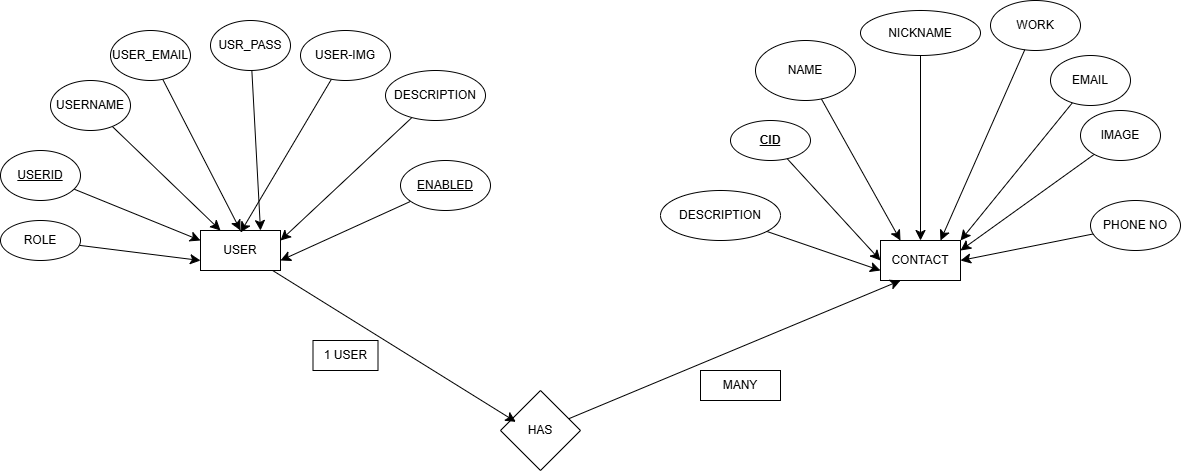 WORK
NICKNAME
USR_PASS
USER_EMAIL
USER-IMG
NAME
EMAIL
DESCRIPTION
USERNAME
IMAGE
CID
USERID
ENABLED
DESCRIPTION
PHONE NO
ROLE
USER
CONTACT
1 USER
MANY
HAS